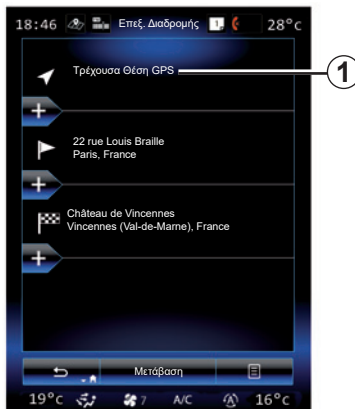 18:46 Επεξ. Διαδρομής 1 28°c
Τρέχουσα Θέση GPS
1
22 rue Louis Braille
Paris, France
Château de Vincennes
Vincennes (Val-de-Marne), France
Μετάβαση
19°c 7 A/C A 16°c